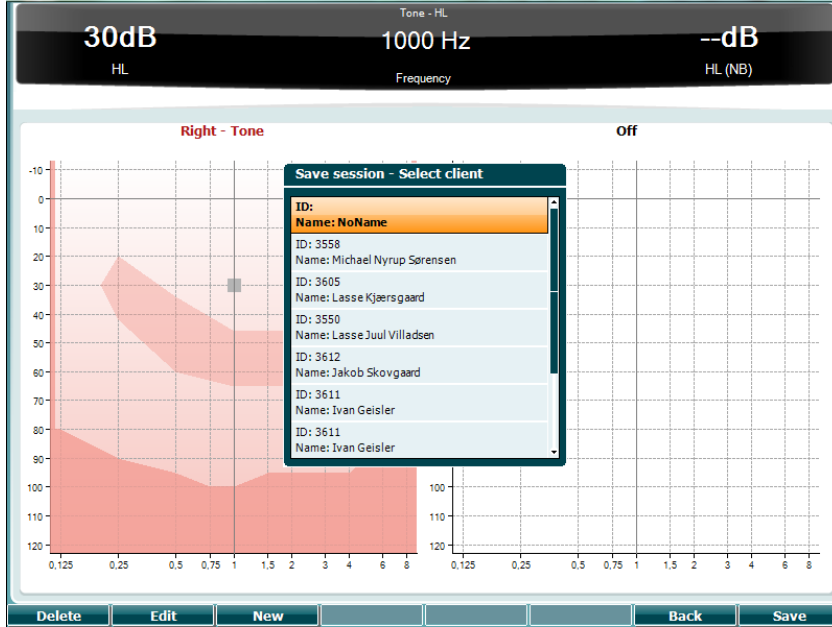 Tone - HL
30dB
1000 Hz
--dB
HL
Frequency
HL (NB)
Right - Tone
Off
Save session - Select client
ID:
Name: NoName
ID: 3558
Name: Michael Nyrup Sørensen
ID: 3605
Name: Lasse Kjærsgaard
ID: 3550
Name: Lasse Juul Villadsen
ID: 3612
Name: Jakob Skovgaard
ID: 3611
Name: Ivan Geisler
ID: 3611
Name: Ivan Geisler
-10
0
10
20
30
40
50
60
70
80
90
100
110
120
0,125 0,25 0,5 0,75 1 1,5 2 3 4 6 8
100
110
120
0,125 0,25 0,5 0,75 1 1,5 2 3 4 6 8
Delete Edit New Back Save